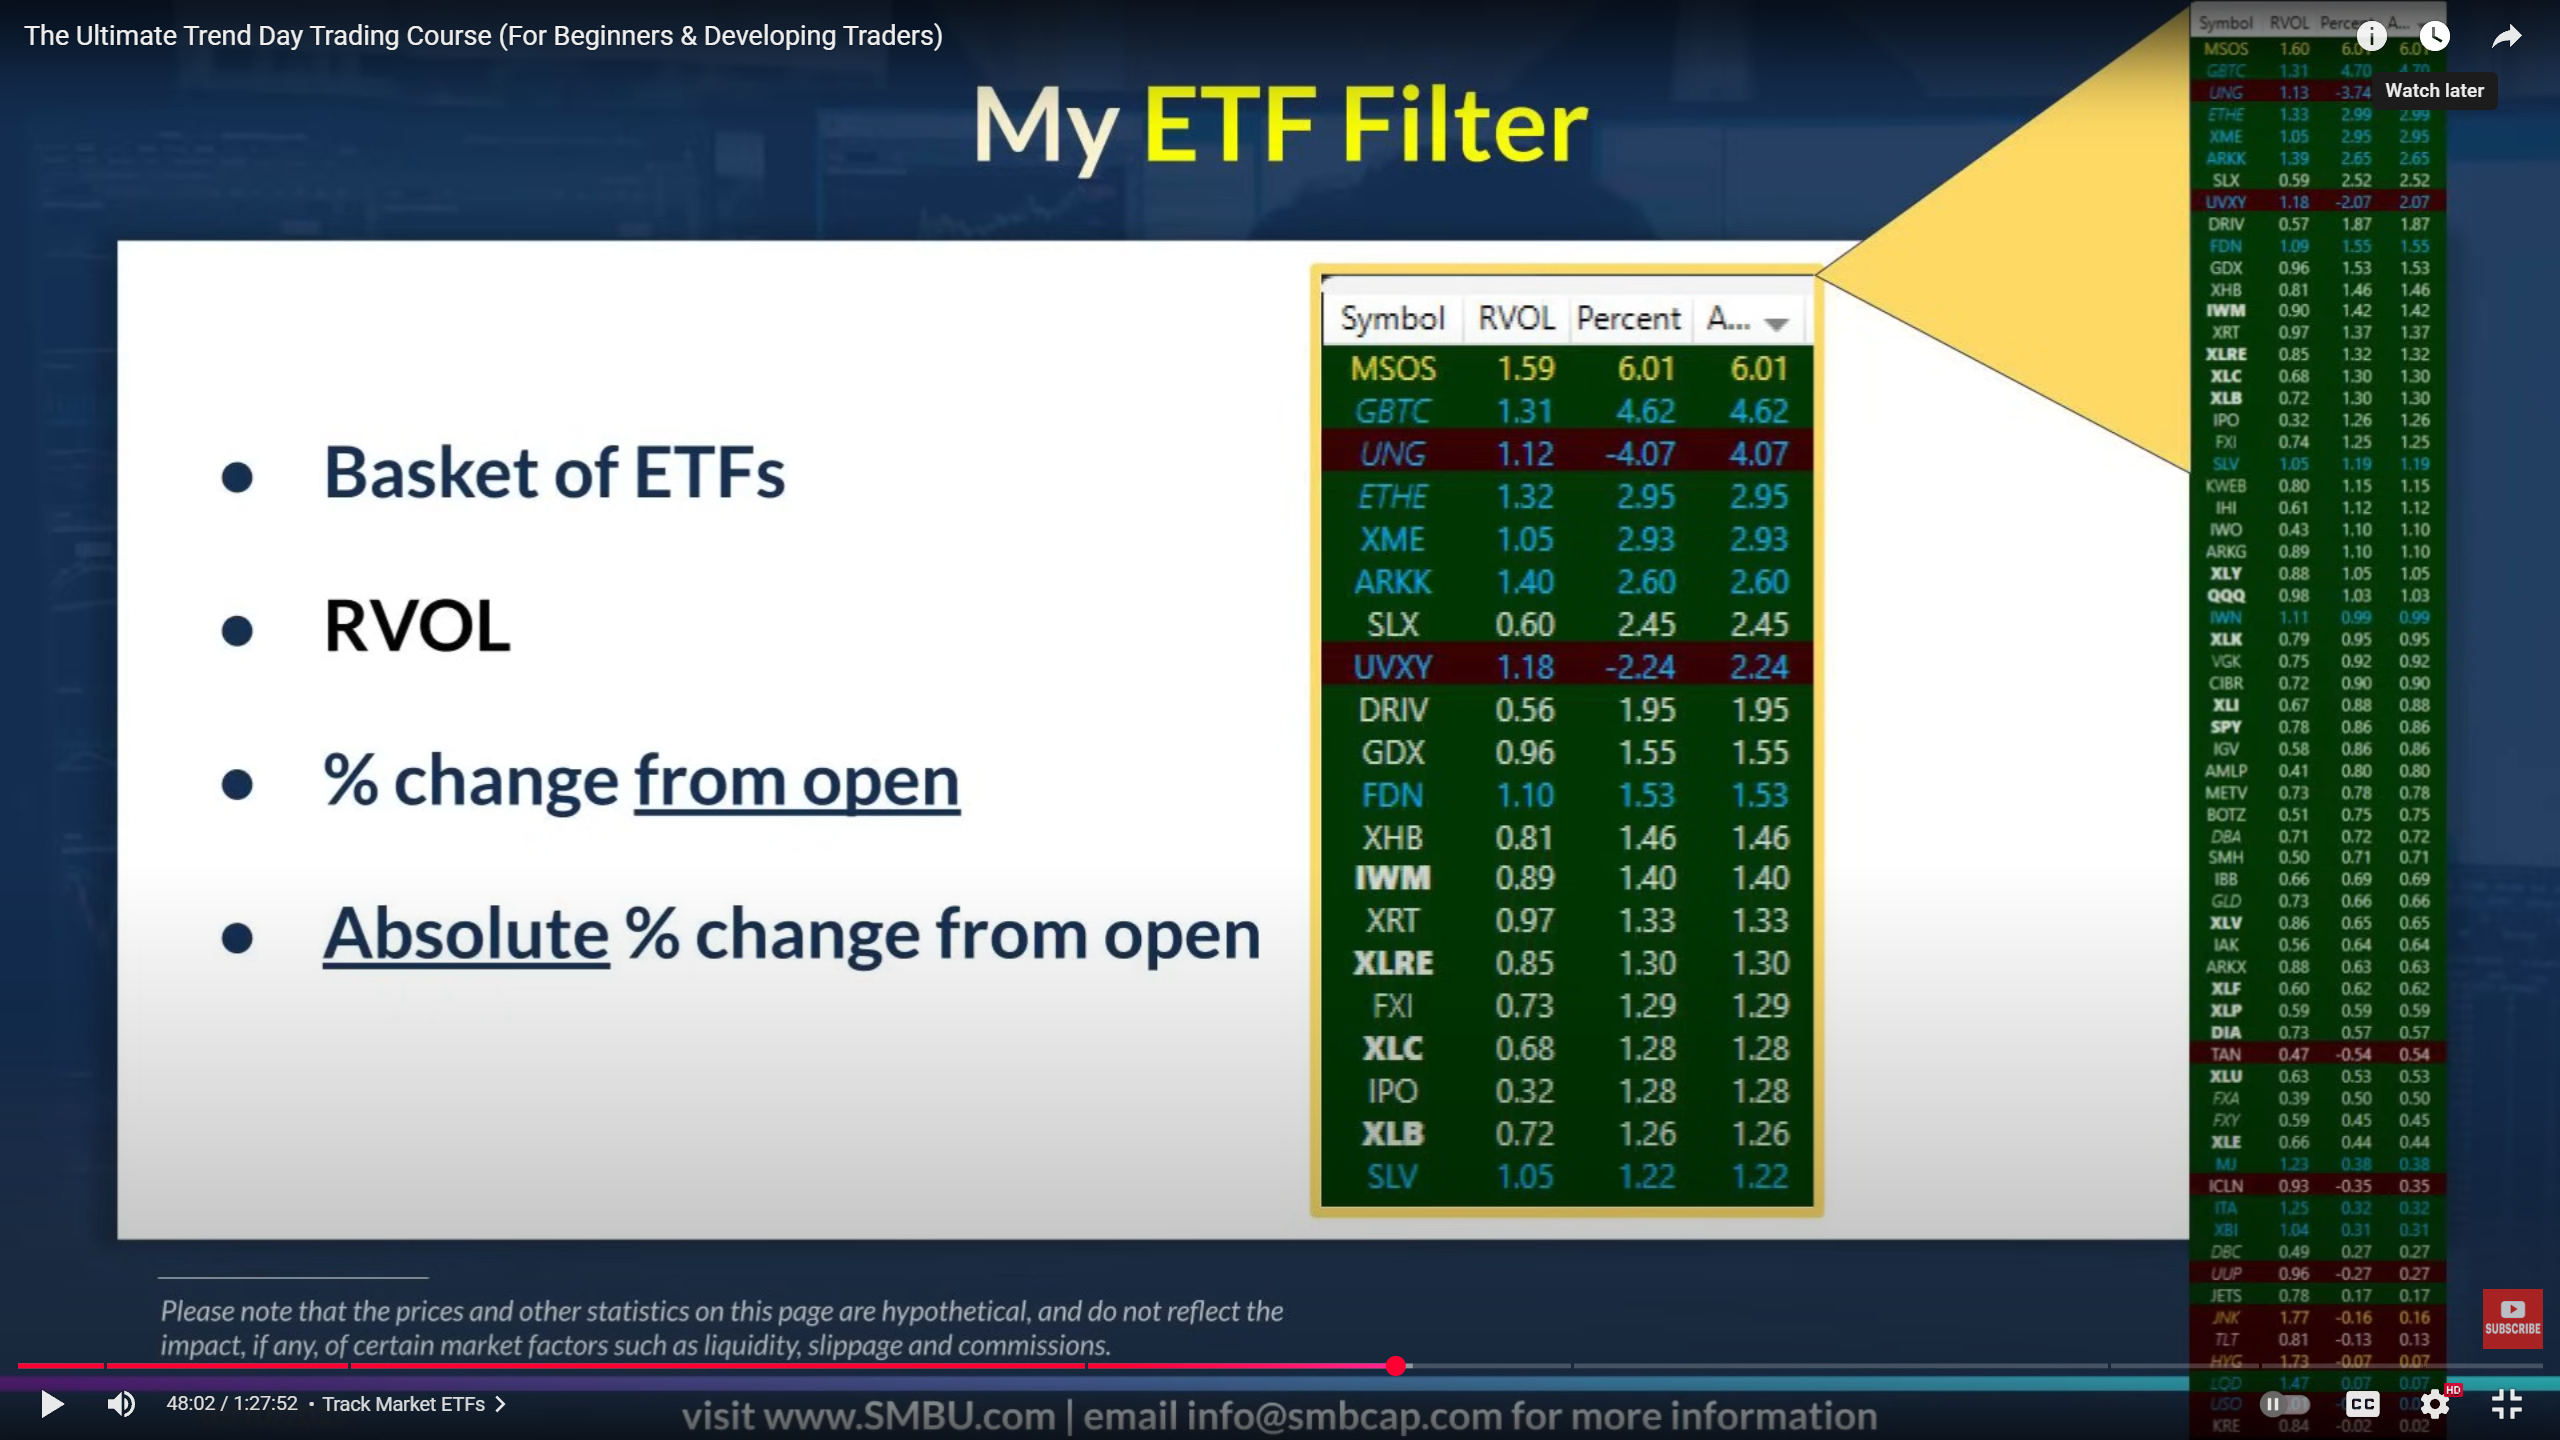 The Ultimate Trend Day Trading Course (For Beginners & Developing Traders)
Watch later
My ETF Filter
Basket of ETFs
RVOL
% change from open
Absolute % change from open
Symbol RVOL Percent A...
MSOS 1.59 6.01 6.01
GBTC 1.31 4.62 4.62
UNG 1.12 -4.07 4.07
ETHE 1.32 2.95 2.95
XME 1.05 2.93 2.93
ARKK 1.40 2.60 2.60
SLX 0.60 2.45 2.45
UVXY 1.18 -2.24 2.24
DRIV 0.56 1.95 1.95
GDX 0.96 1.55 1.55
FDN 1.10 1.53 1.53
XHB 0.81 1.46 1.46
IWM 0.89 1.40 1.40
XRT 0.97 1.33 1.33
XLRE 0.85 1.30 1.30
FXI 0.73 1.29 1.29
XLC 0.68 1.28 1.28
IPO 0.32 1.28 1.28
XLB 0.72 1.26 1.26
SLV 1.05 1.22 1.22
Symbol RVOL A...
MSOS 1.60 6.01 6.01
GBTC 1.31 4.70 4.70
UNG 1.13 -3.74
ETHE 1.33 2.99 2.99
XME 1.05 2.95 2.95
ARKK 1.39 2.65 2.65
SLX 0.59 2.52 2.52
UVXY 1.18 -2.07 2.07
DRIV 0.57 1.87 1.87
FDN 1.09 1.55 1.55
GDX 0.96 1.53 1.53
XHB 0.81 1.46 1.46
IWM 0.90 1.42 1.42
XRT 0.97 1.37 1.37
XLRE 0.85 1.32 1.32
XLC 0.68 1.30 1.30
XLB 0.72 1.30 1.30
IPO 0.32 1.26 1.26
FXI 0.74 1.25 1.25
SLV 1.05 1.19 1.19
KWEB 0.80 1.15 1.15
IHI 0.61 1.12 1.12
IWO 0.43 1.10 1.10
ARKG 0.89 1.10 1.10
XLY 0.88 1.05 1.05
QQQ 0.98 1.03 1.03
IWN 1.11 0.99 0.99
XLK 0.79 0.95 0.95
VGK 0.75 0.92 0.92
CIBR 0.72 0.90 0.90
XLI 0.67 0.88 0.88
SPY 0.78 0.86 0.86
IGV 0.58 0.86 0.86
AMLP 0.41 0.80 0.80
METV 0.73 0.78 0.78
BOTZ 0.51 0.75 0.75
DBA 0.71 0.72 0.72
SMH 0.50 0.71 0.71
IBB 0.66 0.69 0.69
GLD 0.73 0.66 0.66
XLV 0.86 0.65 0.65
IAK 0.56 0.64 0.64
ARKX 0.88 0.63 0.63
XLF 0.60 0.62 0.62
XLP 0.59 0.59 0.59
DIA 0.73 0.57 0.57
TAN 0.47 -0.54 0.54
XLU 0.63 0.53 0.53
FXA 0.39 0.50 0.50
FXY 0.59 0.45 0.45
XLE 0.66 0.44 0.44
MJ 1.23 0.38 0.38
ICLN 0.93 -0.35 0.35
ITA 1.25 0.32 0.32
XBI 1.04 0.31 0.31
DBC 0.49 0.27 0.27
UUP 0.96 -0.27 0.27
JETS 0.78 0.17 0.17
JNK 1.77 -0.16 0.16
TLT 0.81 -0.13 0.13
HYG 1.73 -0.07 0.07
LQD 1.47 0.07 0.07
USO
KRE 0.84 -0.02 0.02
SUBSCRIBE
Please note that the prices and other statistics on this page are hypothetical, and do not reflect the
impact, if any, of certain market factors such as liquidity, slippage and commissions.
48:02 / 1:27:52 • Track Market ETFs
CC
HD
visit www.SMBU.com | email info@smbcap.com for more information